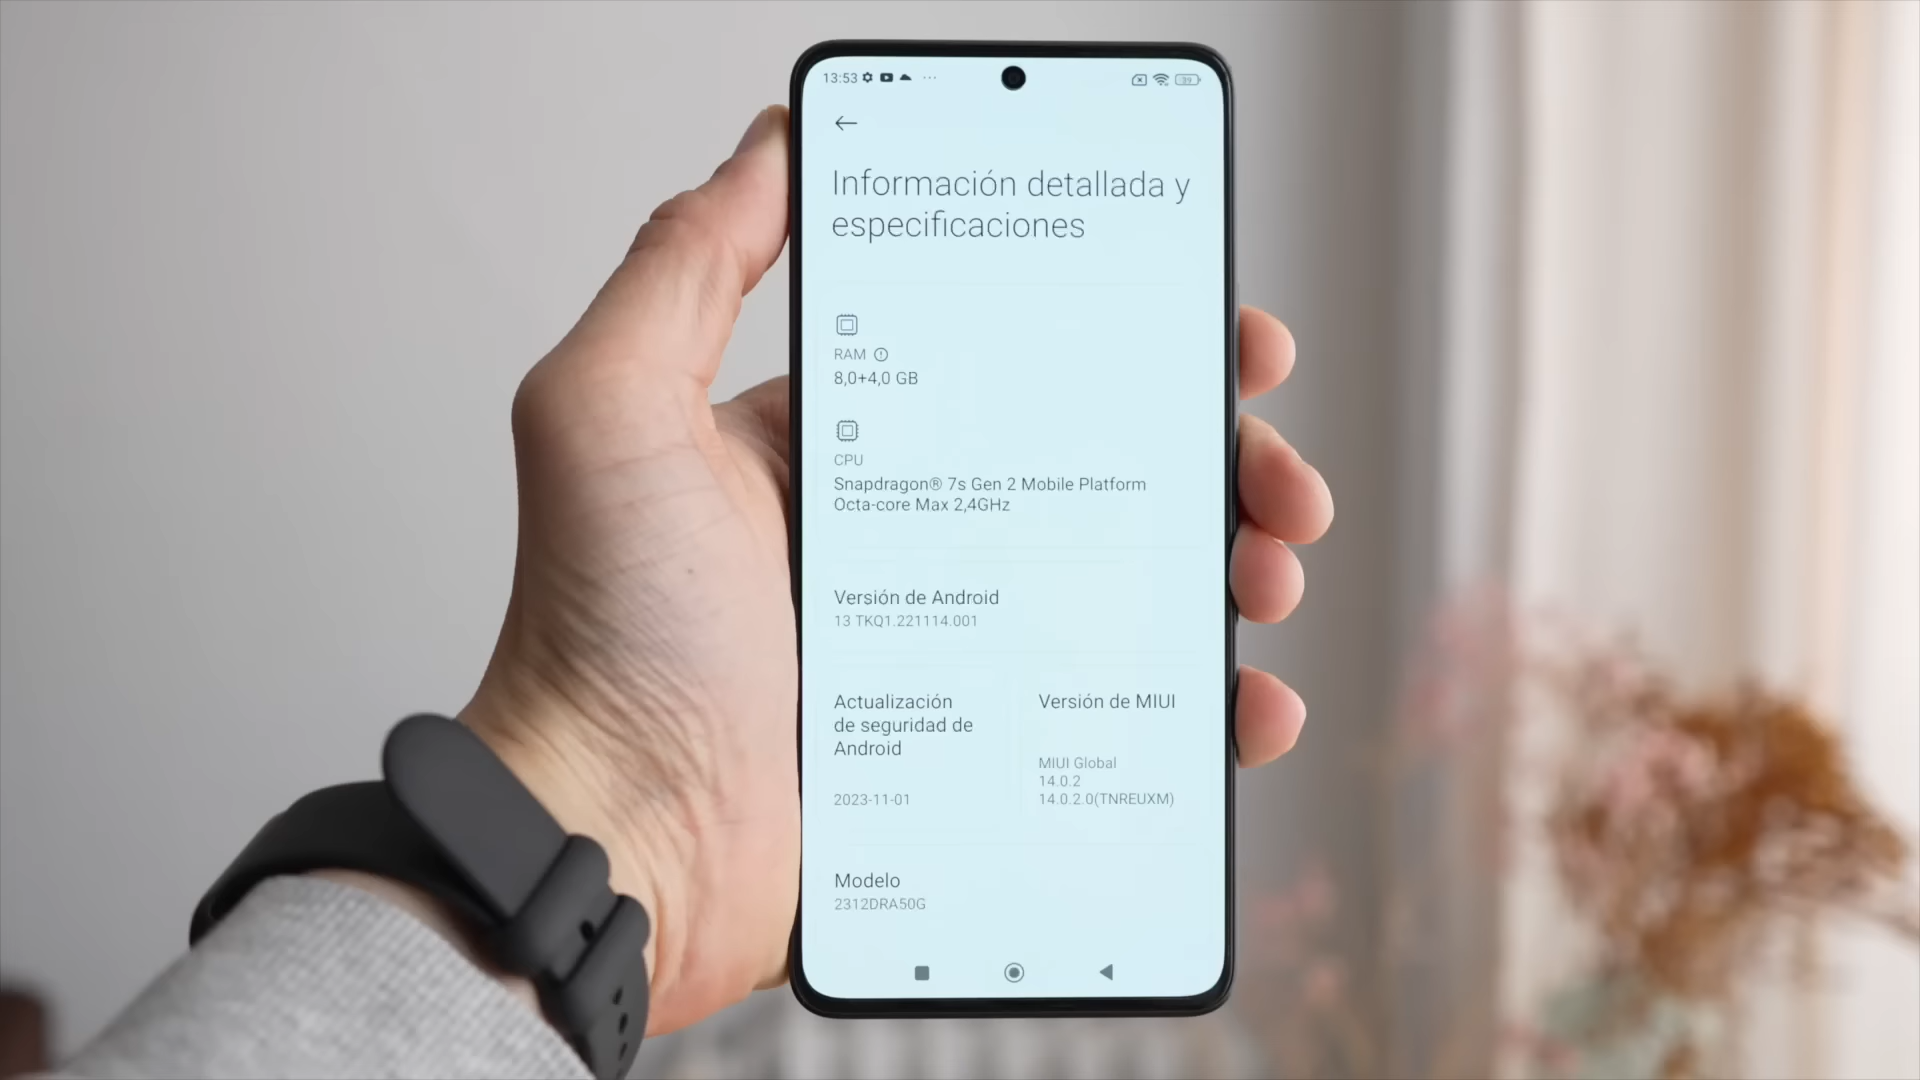 13:53
39
Información detallada y
especificaciones
RAM
8,0+4,0 GB
CPU
Snapdragon® 7s Gen 2 Mobile Platform
Octa-core Max 2,4GHz
Versión de Android
13 TKQ1.221114.001
Actualización
de seguridad de
Android
2023-11-01
Versión de MIUI
MIUI Global
14.0.2
14.0.2.0(TNREUXM)
Modelo
2312DRA50G